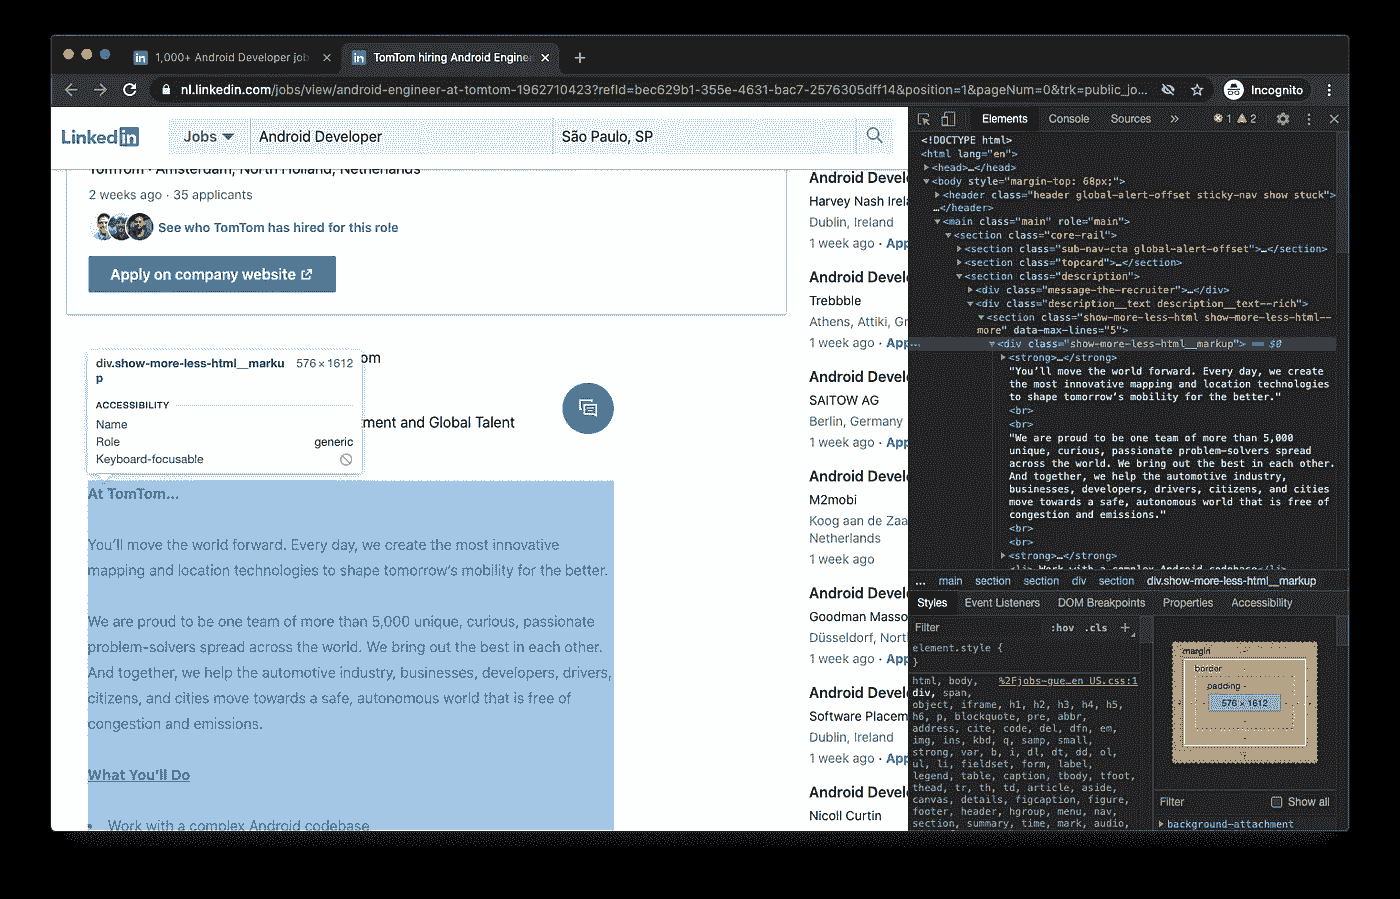 1,000+ Android Developer job
TomTom hiring Android Engine
nl.linkedin.com/jobs/view/android-engineer-at-tomtom-1962710423?refId=bec629b1-355e-4631-bac7-2576305dff14&position=1&pageNum=0&trk=public_jo...
Incognito
LinkedIn
Jobs
Android Developer
São Paulo, SP
TomTom · Amsterdam, North Holland, Netherlands
2 weeks ago · 35 applicants
See who TomTom has hired for this role
Apply on company website
om
div.show-more-less-html__marku
p
576 × 1612
ACCESSIBILITY
Name
Role generic
Keyboard-focusable
ment and Global Talent
At TomTom...
You'll move the world forward. Every day, we create the most innovative
mapping and location technologies to shape tomorrow's mobility for the better.
We are proud to be one team of more than 5,000 unique, curious, passionate
problem-solvers spread across the world. We bring out the best in each other.
And together, we help the automotive industry, businesses, developers, drivers,
citizens, and cities move towards a safe, autonomous world that is free of
congestion and emissions.
What You'll Do
• Work with a complex Android codebase
Android Devel
Harvey Nash Irela
Dublin, Ireland
1 week ago · App
Android Devel
Trebbble
Athens, Attiki, Gr
1 week ago · App
Android Devel
SAITOW AG
Berlin, Germany
1 week ago · App
Android Devel
M2mobi
Koog aan de Zaa
Netherlands
1 week ago
Android Devel
Goodman Masso
Düsseldorf, Nort
1 week ago · App
Android Devel
Software Placem
Dublin, Ireland
1 week ago · App
Android Devel
Nicoll Curtin
Elements
Console
Sources
»
1
2
<!DOCTYPE html>
<html lang="en">
<head>…</head>
<body style="margin-top: 68px;">
<header class="header global-alert-offset sticky-nav show stuck">
…</header>
<main class="main" role="main">
<section class="core-rail">
<section class="sub-nav-cta global-alert-offset">…</section>
<section class="topcard">…</section>
<section class="description">
<div class="message-the-recruiter">…</div>
<div class="description__text description__text--rich">
<section class="show-more-less-html show-more-less-html--
more" data-max-lines="5">
<div class="show-more-less-html__markup"> == $0
<strong>…</strong>
"You'll move the world forward. Every day, we create
the most innovative mapping and location technologies
to shape tomorrow's mobility for the better."
<br>
<br>
"We are proud to be one team of more than 5,000
unique, curious, passionate problem-solvers spread
across the world. We bring out the best in each other.
And together, we help the automotive industry,
businesses, developers, drivers, citizens, and cities
move towards a safe, autonomous world that is free of
congestion and emissions."
<br>
<br>
<strong>…</strong>
<li> Work with a complex Android codebase</li>
... main section section div section div.show-more-less-html__markup
Styles
Event Listeners
DOM Breakpoints
Properties
Accessibility
Filter
:hov .cls +
element.style {
}
html, body, %2Fjobs-gue…en US.css:1
div, span,
object, iframe, h1, h2, h3, h4, h5,
h6, p, blockquote, pre, abbr,
address, cite, code, del, dfn, em,
img, ins, kbd, q, samp, small,
strong, var, b, i, dl, dt, dd, ol,
ul, li, fieldset, form, label,
legend, table, caption, tbody, tfoot,
thead, tr, th, td, article, aside,
canvas, details, figcaption, figure,
footer, header, hgroup, menu, nav,
section, summary, time, mark, audio,
margin
border
padding -
576 × 1612
Filter
Show all
background-attachment